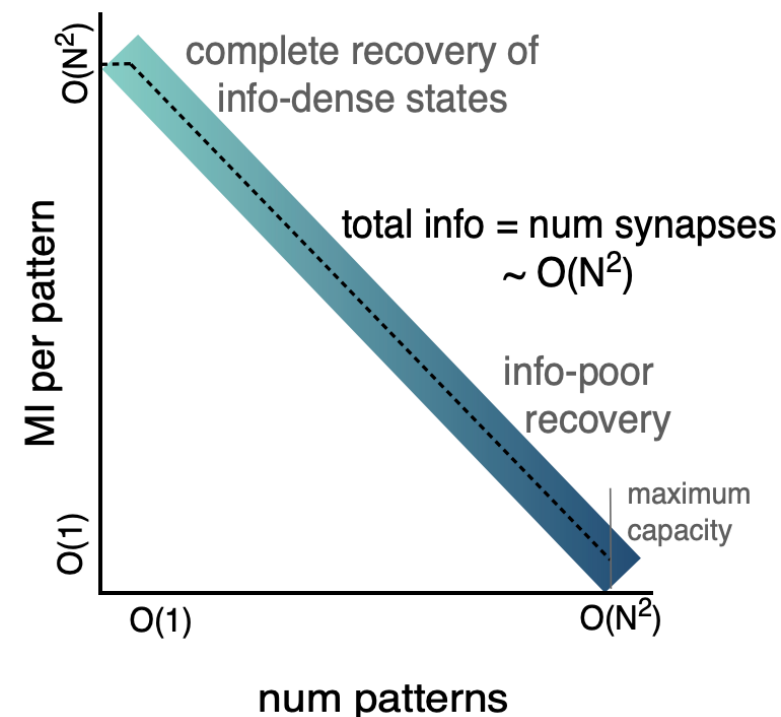 O(N²)
complete recovery of
info-dense states
total info = num synapses
~ O(N²)
MI per pattern
info-poor
recovery
maximum
capacity
O(1)
O(1)
O(N²)
num patterns